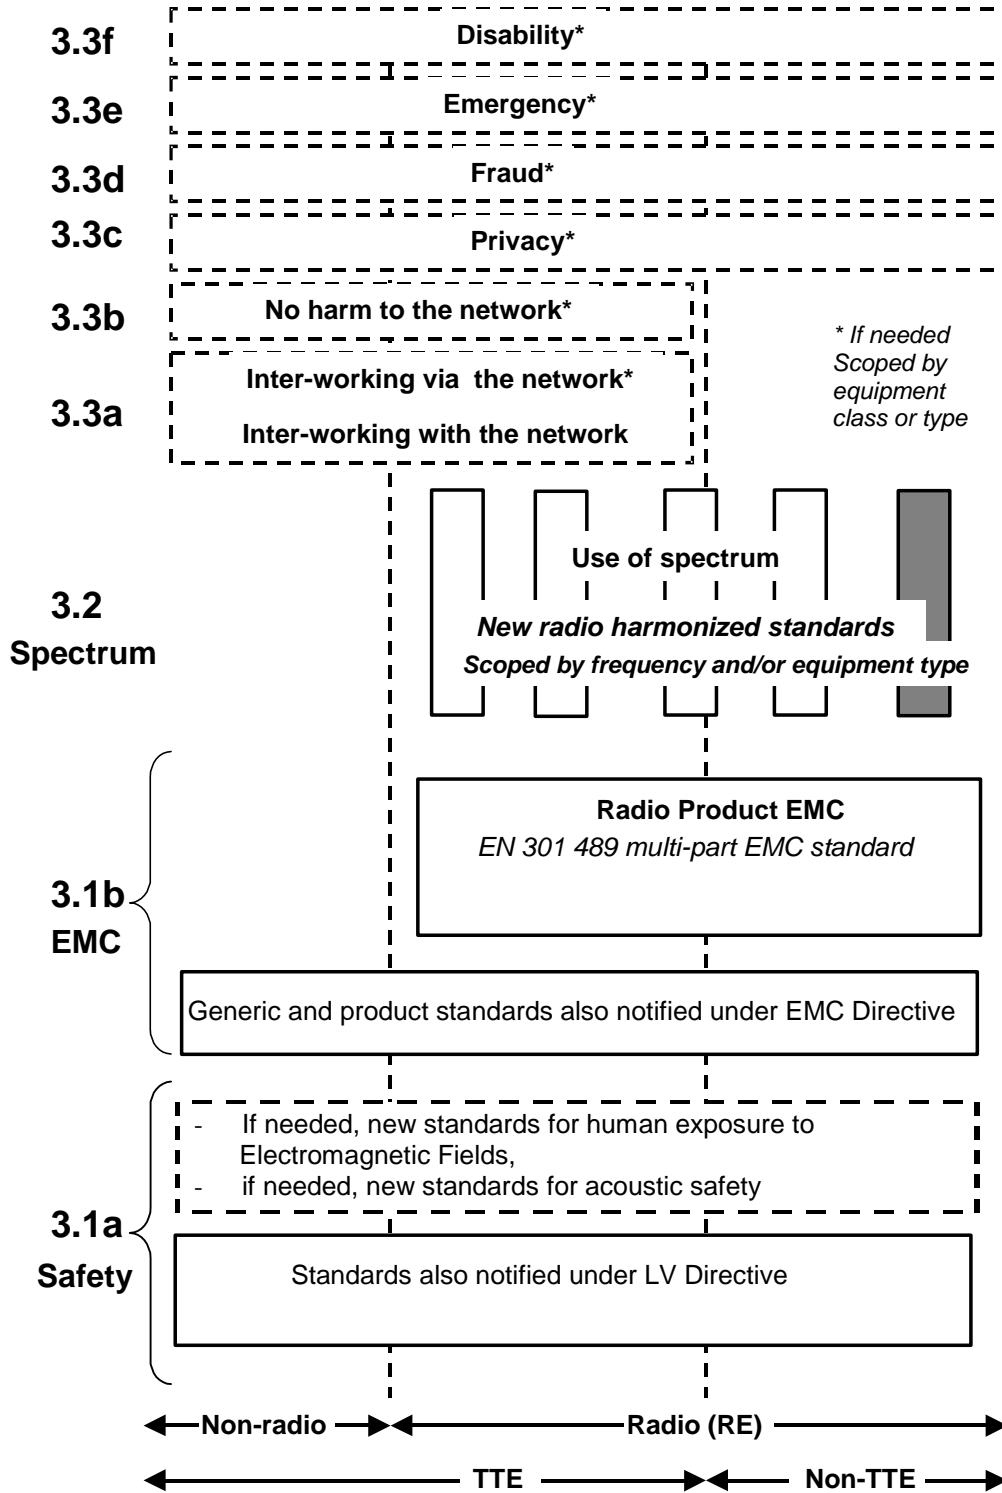 3.3f
Disability*
3.3e
Emergency*
3.3d
Fraud*
3.3c
Privacy*
3.3b
No harm to the network*
* If needed
Scoped by
equipment
class or type
3.3a
Inter-working via the network*
Inter-working with the network
3.2
Spectrum
Use of spectrum
New radio harmonized standards
Scoped by frequency and/or equipment type
3.1b
EMC
Radio Product EMC
EN 301 489 multi-part EMC standard
Generic and product standards also notified under EMC Directive
3.1a
Safety
- If needed, new standards for human exposure to
Electromagnetic Fields,
- if needed, new standards for acoustic safety
Standards also notified under LV Directive
Non-radio
Radio (RE)
TTE
Non-TTE